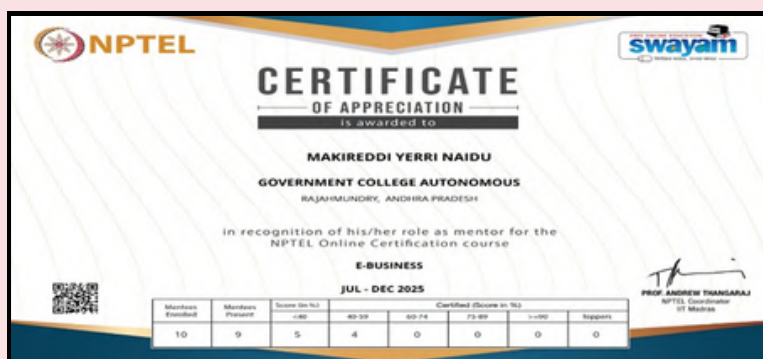 NPTEL
FREE ONLINE EDUCATION
swayam
CERTIFICATE
OF APPRECIATION
is awarded to
MAKIREDDI YERRI NAIDU
GOVERNMENT COLLEGE AUTONOMOUS
RAJAHMUNDRY, ANDHRA PRADESH
in recognition of his/her role as mentor for the
NPTEL Online Certification course
E-BUSINESS
JUL - DEC 2025
PROF. ANDREW THANGARAJ
NPTEL Coordinator
IIT Madras
Mentees Enrolled Mentees Present Score (in %) Certified (Score in %)
<40 40-59 60-74 75-89 >=90 Toppers
10 9 5 4 0 0 0 0